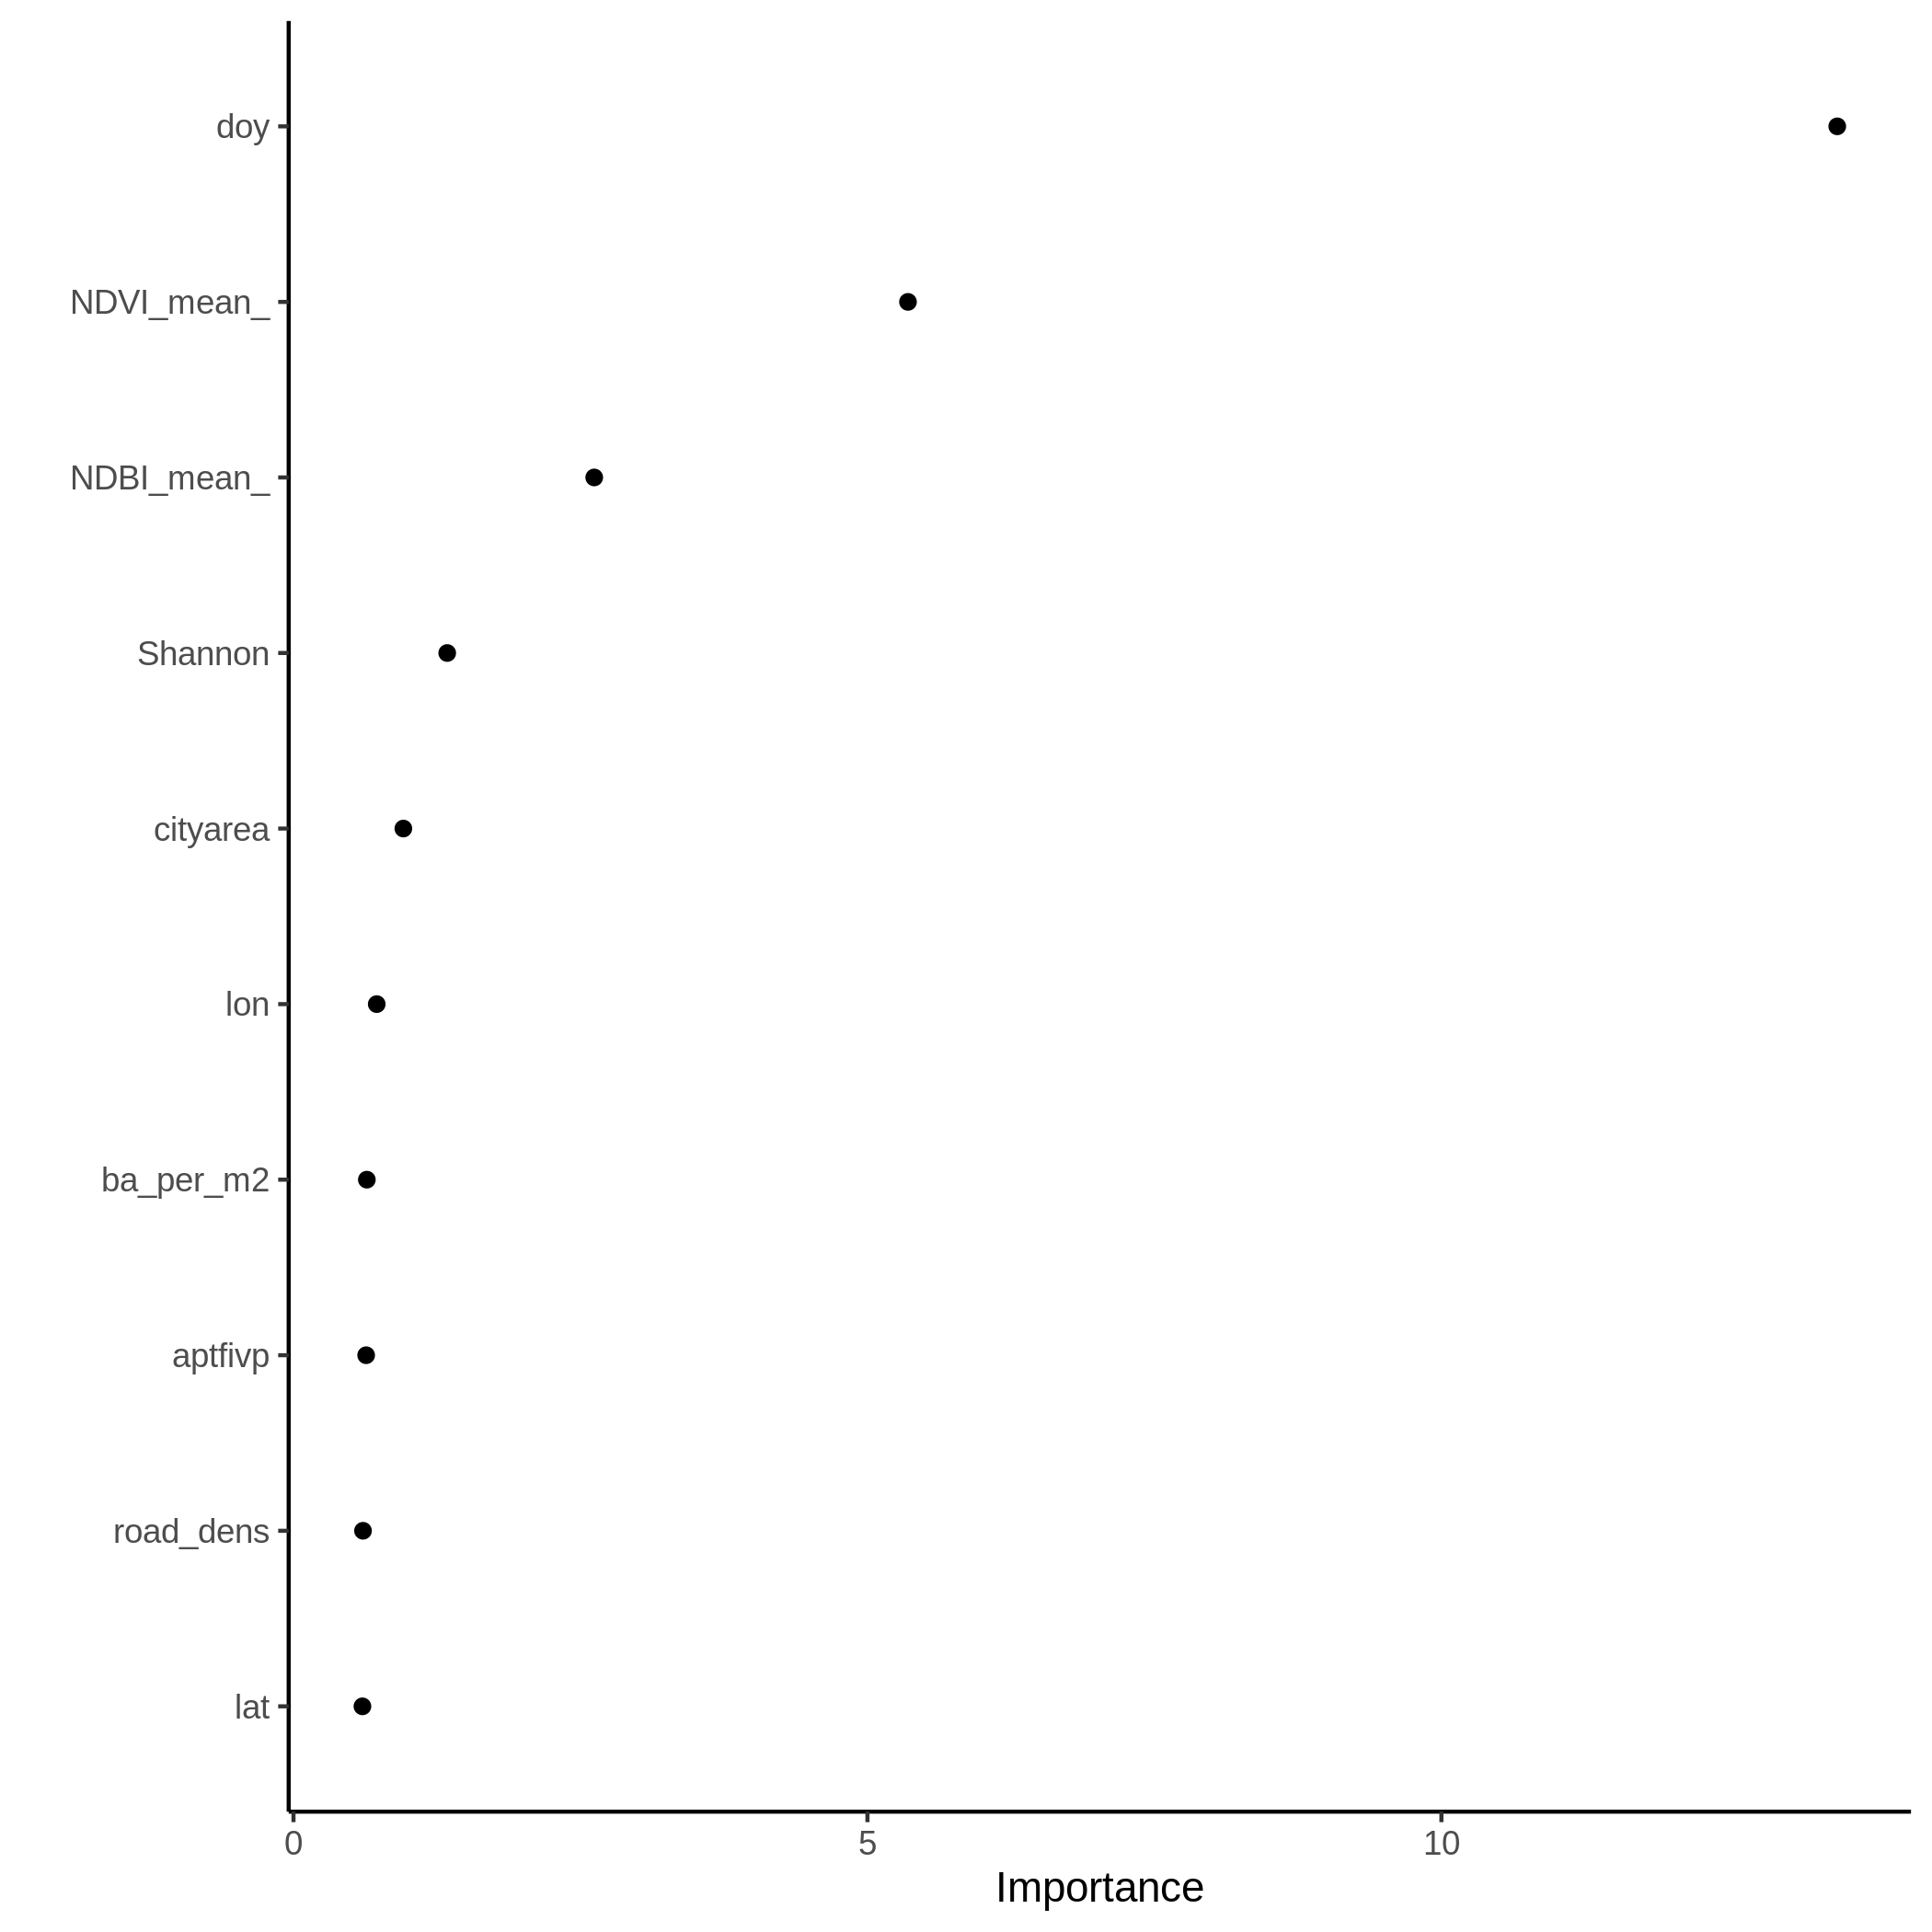 doy
NDVI_mean_
NDBI_mean_
Shannon
cityarea
lon
ba_per_m2
aptfivp
road_dens
lat
0 5 10
Importance